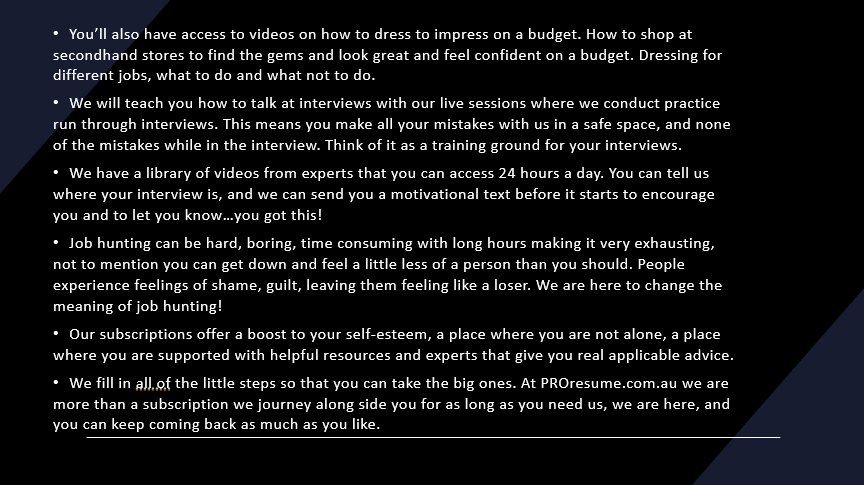 • You’ll also have access to videos on how to dress to impress on a budget. How to shop at
secondhand stores to find the gems and look great and feel confident on a budget. Dressing for
different jobs, what to do and what not to do.
• We will teach you how to talk at interviews with our live sessions where we conduct practice
run through interviews. This means you make all your mistakes with us in a safe space, and none
of the mistakes while in the interview. Think of it as a training ground for your interviews.
• We have a library of videos from experts that you can access 24 hours a day. You can tell us
where your interview is, and we can send you a motivational text before it starts to encourage
you and to let you know…you got this!
• Job hunting can be hard, boring, time consuming with long hours making it very exhausting,
not to mention you can get down and feel a little less of a person than you should. People
experience feelings of shame, guilt, leaving them feeling like a loser. We are here to change the
meaning of job hunting!
• Our subscriptions offer a boost to your self-esteem, a place where you are not alone, a place
where you are supported with helpful resources and experts that give you real applicable advice.
• We fill in all of the little steps so that you can take the big ones. At PROresume.com.au we are
more than a subscription we journey along side you for as long as you need us, we are here, and
you can keep coming back as much as you like.